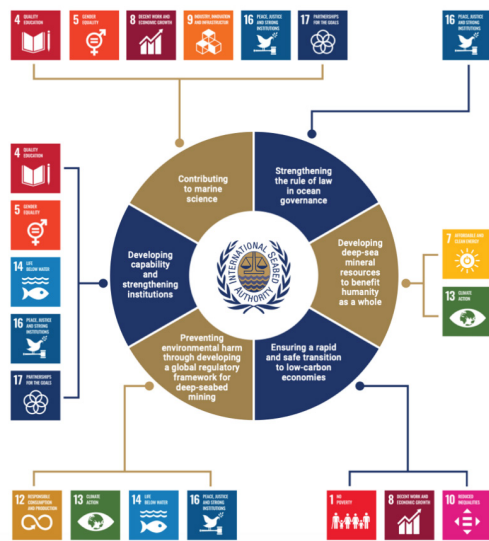 4 QUALITY
EDUCATION
5 GENDER
EQUALITY
8 DECENT WORK AND
ECONOMIC GROWTH
9 INDUSTRY, INNOVATION
AND INFRASTRUCTURE
16 PEACE, JUSTICE
AND STRONG
INSTITUTIONS
17 PARTNERSHIPS
FOR THE GOALS
16 PEACE, JUSTICE
AND STRONG
INSTITUTIONS
Contributing
to marine
science
Strengthening
the rule of law
in ocean
governance
4 QUALITY
EDUCATION
5 GENDER
EQUALITY
14 LIFE
BELOW WATER
16 PEACE, JUSTICE
AND STRONG
INSTITUTIONS
17 PARTNERSHIPS
FOR THE GOALS
Developing
capability
and
strengthening
institutions
INTERNATIONAL SEABED
AUTHORITY
Developing
deep-sea
mineral
resources
to benefit
humanity
as a whole
7 AFFORDABLE AND
CLEAN ENERGY
13 CLIMATE
ACTION
Preventing
environmental harm
through developing
a global regulatory
framework for
deep-seabed
mining
Ensuring a rapid
and safe transition
to low-carbon
economies
12 RESPONSIBLE
CONSUMPTION
AND PRODUCTION
13 CLIMATE
ACTION
14 LIFE
BELOW WATER
16 PEACE, JUSTICE
AND STRONG
INSTITUTIONS
1 NO
POVERTY
8 DECENT WORK AND
ECONOMIC GROWTH
10 REDUCED
INEQUALITIES